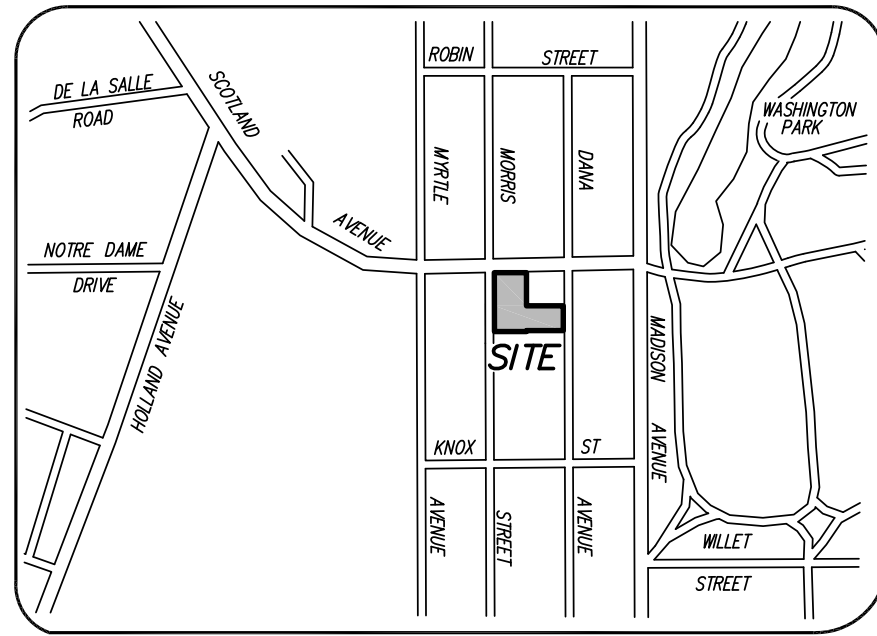 ROBIN STREET
DE LA SALLE
ROAD
SCOTLAND
AVENUE
WASHINGTON
PARK
MYRTLE
MORRIS
DANA
NOTRE DAME
DRIVE
HOLLAND AVENUE
SITE
MADISON
AVENUE
KNOX ST
AVENUE
STREET
AVENUE
WILLET
STREET